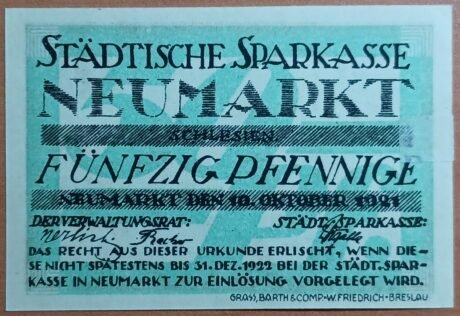 STÄDTISCHE SPARKASSE
NEUMARKT
SCHLESIEN
FÜNFZIG PFENNIGE
NEUMARKT DEN 10. OKTOBER 1921
DER VERWALTUNGSRAT: STÄDT. SPARKASSE:
DAS RECHT AUS DIESER URKUNDE ERLISCHT, WENN DIE-
SE NICHT SPÄTESTENS BIS 31. DEZ. 1922 BEI DER STÄDT. SPAR-
KASSE IN NEUMARKT ZUR EINLÖSUNG VORGELEGT WIRD.
GRASS, BARTH & COMP. W. FRIEDRICH - BRESLAU